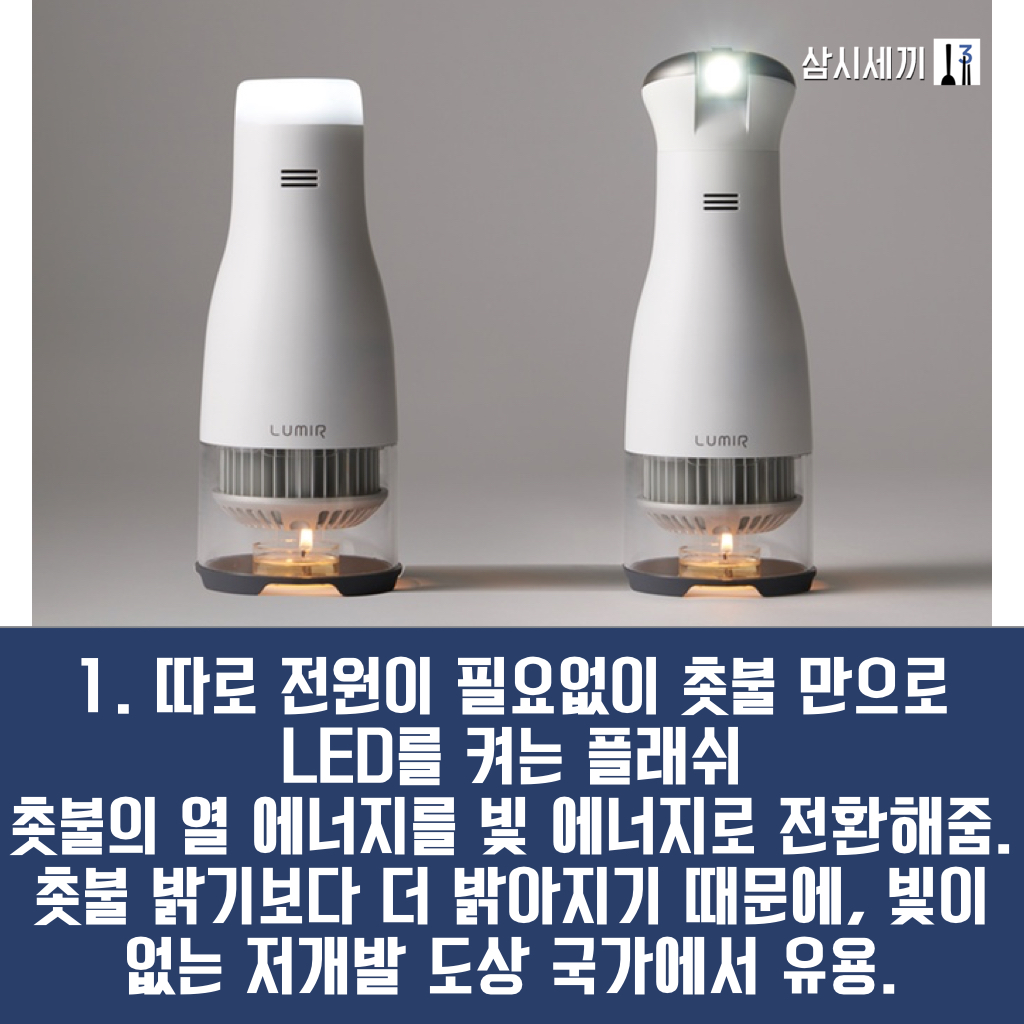 삼시세끼 3
LUMIR
LUMIR
1. 따로 전원이 필요없이 촛불 만으로
LED를 켜는 플래쉬
촛불의 열 에너지를 빛 에너지로 전환해줌.
촛불 밝기보다 더 밝아지기 때문에, 빛이
없는 저개발 도상 국가에서 유용.